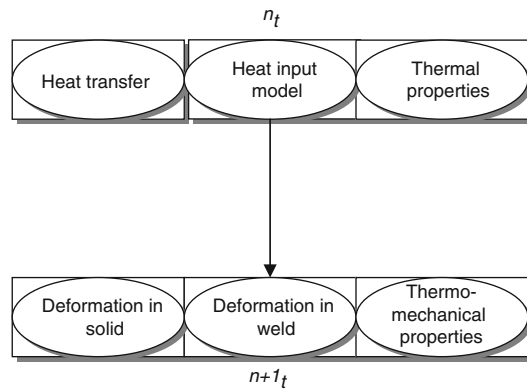 n_t
Heat transfer
Heat input
model
Thermal
properties
Deformation in
solid
Deformation in
weld
Thermo-
mechanical
properties
n+1_t